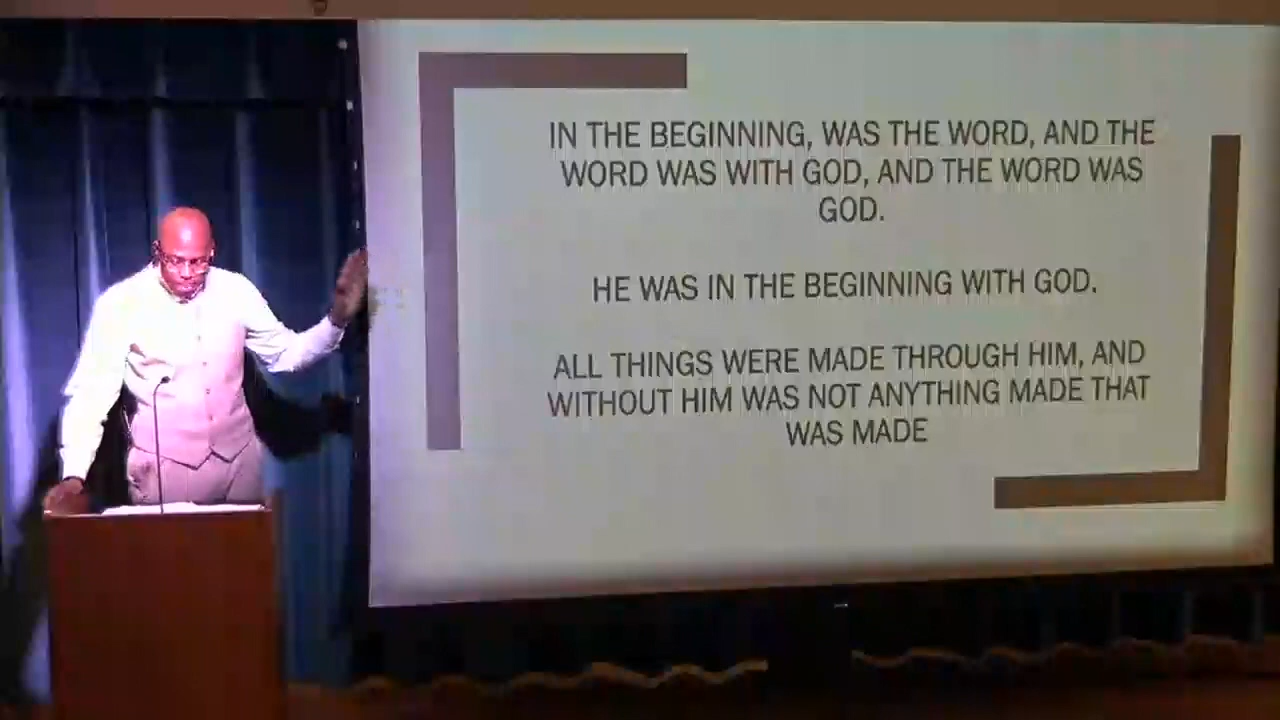 IN THE BEGINNING, WAS THE WORD, AND THE
WORD WAS WITH GOD, AND THE WORD WAS
GOD.
HE WAS IN THE BEGINNING WITH GOD.
ALL THINGS WERE MADE THROUGH HIM, AND
WITHOUT HIM WAS NOT ANYTHING MADE THAT
WAS MADE